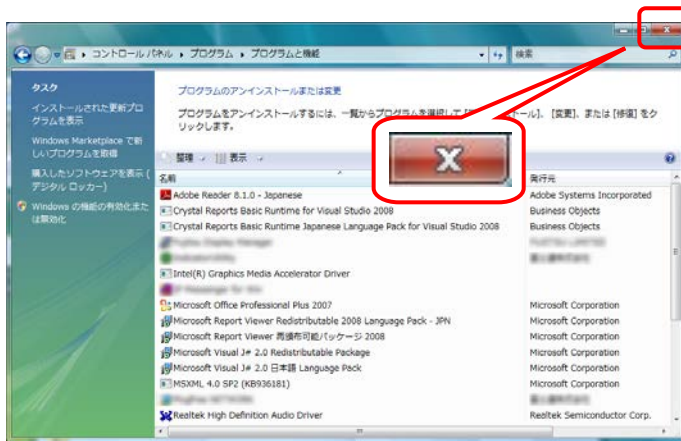 コントロール パネル ▸ プログラム ▸ プログラムと機能
検索
タスク
インストールされた更新プログラムを表示
Windows Marketplace で新しいプログラムを取得
購入したソフトウェアを表示 (デジタル ロッカー)
Windows の機能の有効化または無効化
プログラムのアンインストールまたは変更
プログラムをアンインストールするには、一覧からプログラムを選択して [
トール]、[変更]、または [修復] をクリックします。
整理
表示
名前
発行元
Adobe Reader 8.1.0 - Japanese
Adobe Systems Incorporated
Crystal Reports Basic Runtime for Visual Studio 2008
Business Objects
Crystal Reports Basic Runtime Japanese Language Pack for Visual Studio 2008
Business Objects
Intel(R) Graphics Media Accelerator Driver
Microsoft Office Professional Plus 2007
Microsoft Corporation
Microsoft Report Viewer Redistributable 2008 Language Pack - JPN
Microsoft Corporation
Microsoft Report Viewer 再頒布可能パッケージ 2008
Microsoft Corporation
Microsoft Visual J# 2.0 Redistributable Package
Microsoft Corporation
Microsoft Visual J# 2.0 日本語 Language Pack
Microsoft Corporation
MSXML 4.0 SP2 (KB936181)
Microsoft Corporation
Realtek High Definition Audio Driver
Realtek Semiconductor Corp.